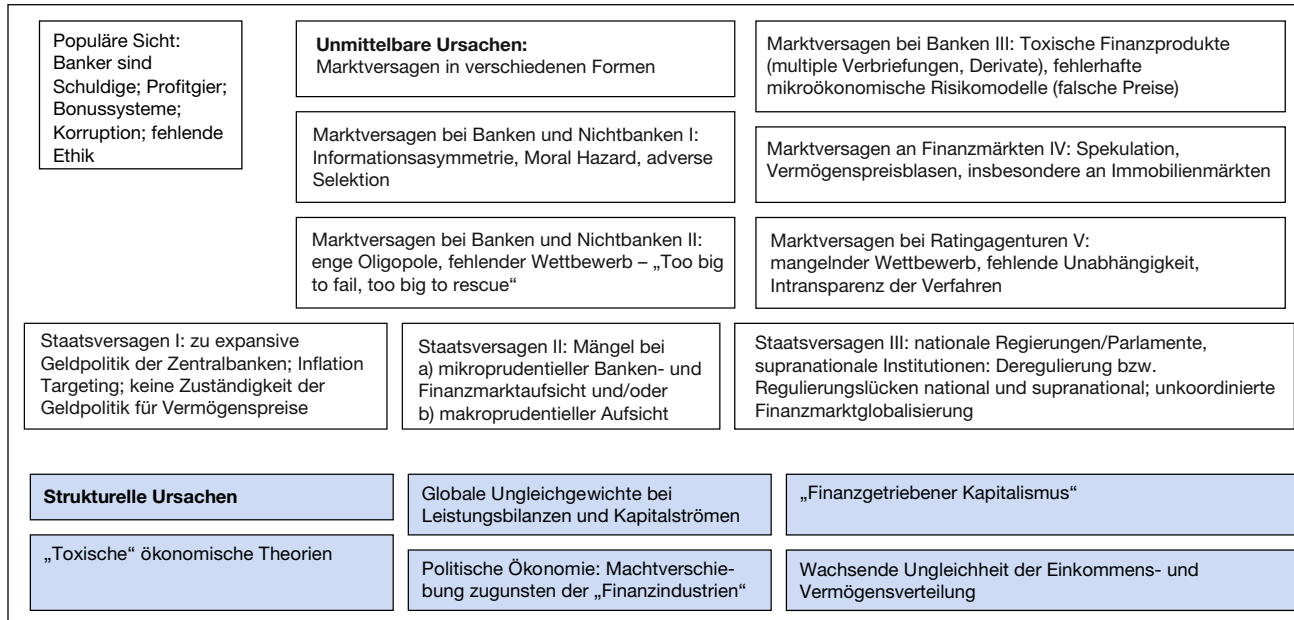 Populäre Sicht:
Banker sind
Schuldige; Profitgier;
Bonussysteme;
Korruption; fehlende
Ethik
Unmittelbare Ursachen:
Marktversagen in verschiedenen Formen
Marktversagen bei Banken III: Toxische Finanzprodukte
(multiple Verbriefungen, Derivate), fehlerhafte
mikroökonomische Risikomodelle (falsche Preise)
Marktversagen bei Banken und Nichtbanken I:
Informationsasymmetrie, Moral Hazard, adverse
Selektion
Marktversagen an Finanzmärkten IV: Spekulation,
Vermögenspreisblasen, insbesondere an Immobilienmärkten
Marktversagen bei Banken und Nichtbanken II:
enge Oligopole, fehlender Wettbewerb – „Too big
to fail, too big to rescue“
Marktversagen bei Ratingagenturen V:
mangelnder Wettbewerb, fehlende Unabhängigkeit,
Intransparenz der Verfahren
Staatsversagen I: zu expansive
Geldpolitik der Zentralbanken; Inflation
Targeting; keine Zuständigkeit der
Geldpolitik für Vermögenspreise
Staatsversagen II: Mängel bei
a) mikroprudentieller Banken- und
Finanzmarktaufsicht und/oder
b) makroprudentieller Aufsicht
Staatsversagen III: nationale Regierungen/Parlamente,
supranationale Institutionen: Deregulierung bzw.
Regulierungslücken national und supranational; unkoordinierte
Finanzmarktglobalisierung
Strukturelle Ursachen
Globale Ungleichgewichte bei
Leistungsbilanzen und Kapitalströmen
„Finanzgetriebener Kapitalismus“
„Toxische“ ökonomische Theorien
Politische Ökonomie: Machtverschie-
bung zugunsten der „Finanzindustrien“
Wachsende Ungleichheit der Einkommens- und
Vermögensverteilung